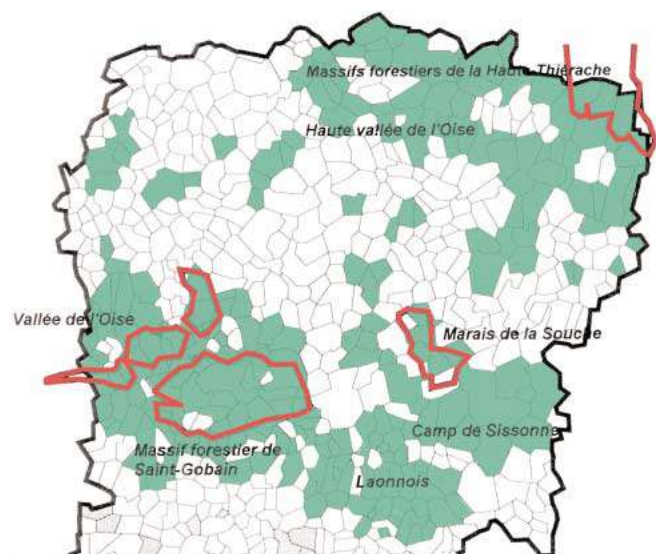 Massifs forestiers de la Haute-Thiérache
Haute vallée de l'Oise
Vallée de l'Oise
Marais de la Souche
Camp de Sissonne
Massif forestier de
Saint-Gobain
Laonnois